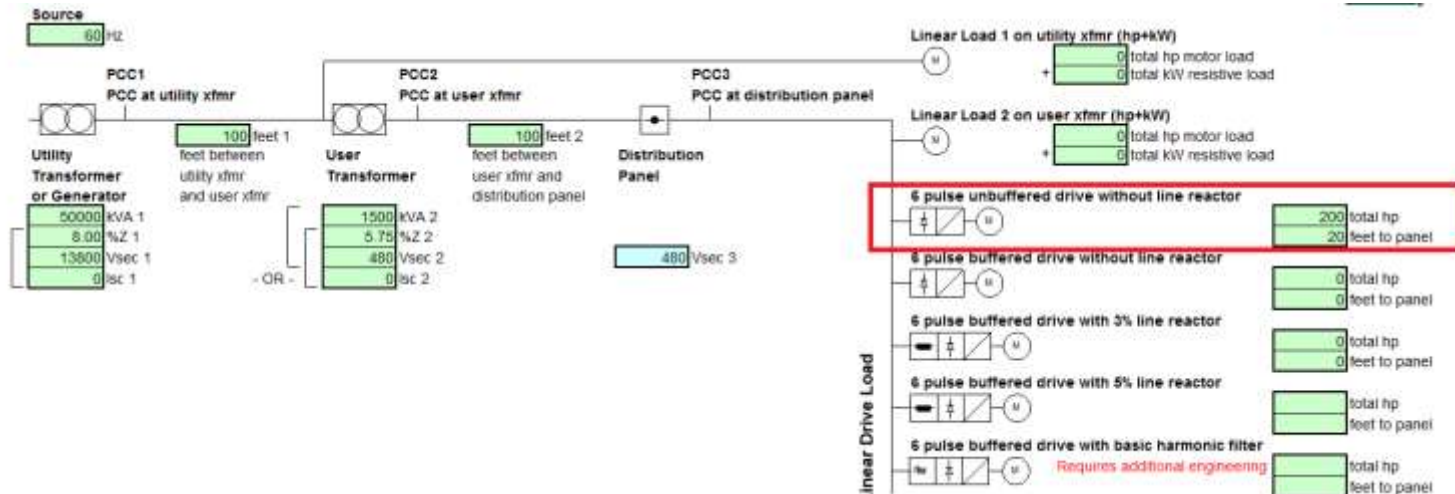 Source
60 Hz
PCC1
PCC at utility xfmr
PCC2
PCC at user xfmr
PCC3
PCC at distribution panel
Linear Load 1 on utility xfmr (hp+kW)
M
0 total hp motor load
+ 0 total kW resistive load
Linear Load 2 on user xfmr (hp+kW)
M
0 total hp motor load
+ 0 total kW resistive load
100 feet 1
feet between
utility xfmr
and user xfmr
100 feet 2
feet between
user xfmr and
distribution panel
Utility
Transformer
or Generator
50000 kVA 1
8.00 %Z 1
13800 Vsec 1
0 Isc 1
User
Transformer
1500 kVA 2
5.75 %Z 2
480 Vsec 2
- OR - 0 Isc 2
Distribution
Panel
480 Vsec 3
6 pulse unbuffered drive without line reactor
M
200 total hp
20 feet to panel
6 pulse buffered drive without line reactor
M
0 total hp
0 feet to panel
6 pulse buffered drive with 3% line reactor
M
0 total hp
0 feet to panel
6 pulse buffered drive with 5% line reactor
M
total hp
feet to panel
6 pulse buffered drive with basic harmonic filter
M
Requires additional engineering
total hp
feet to panel
inear Drive Load